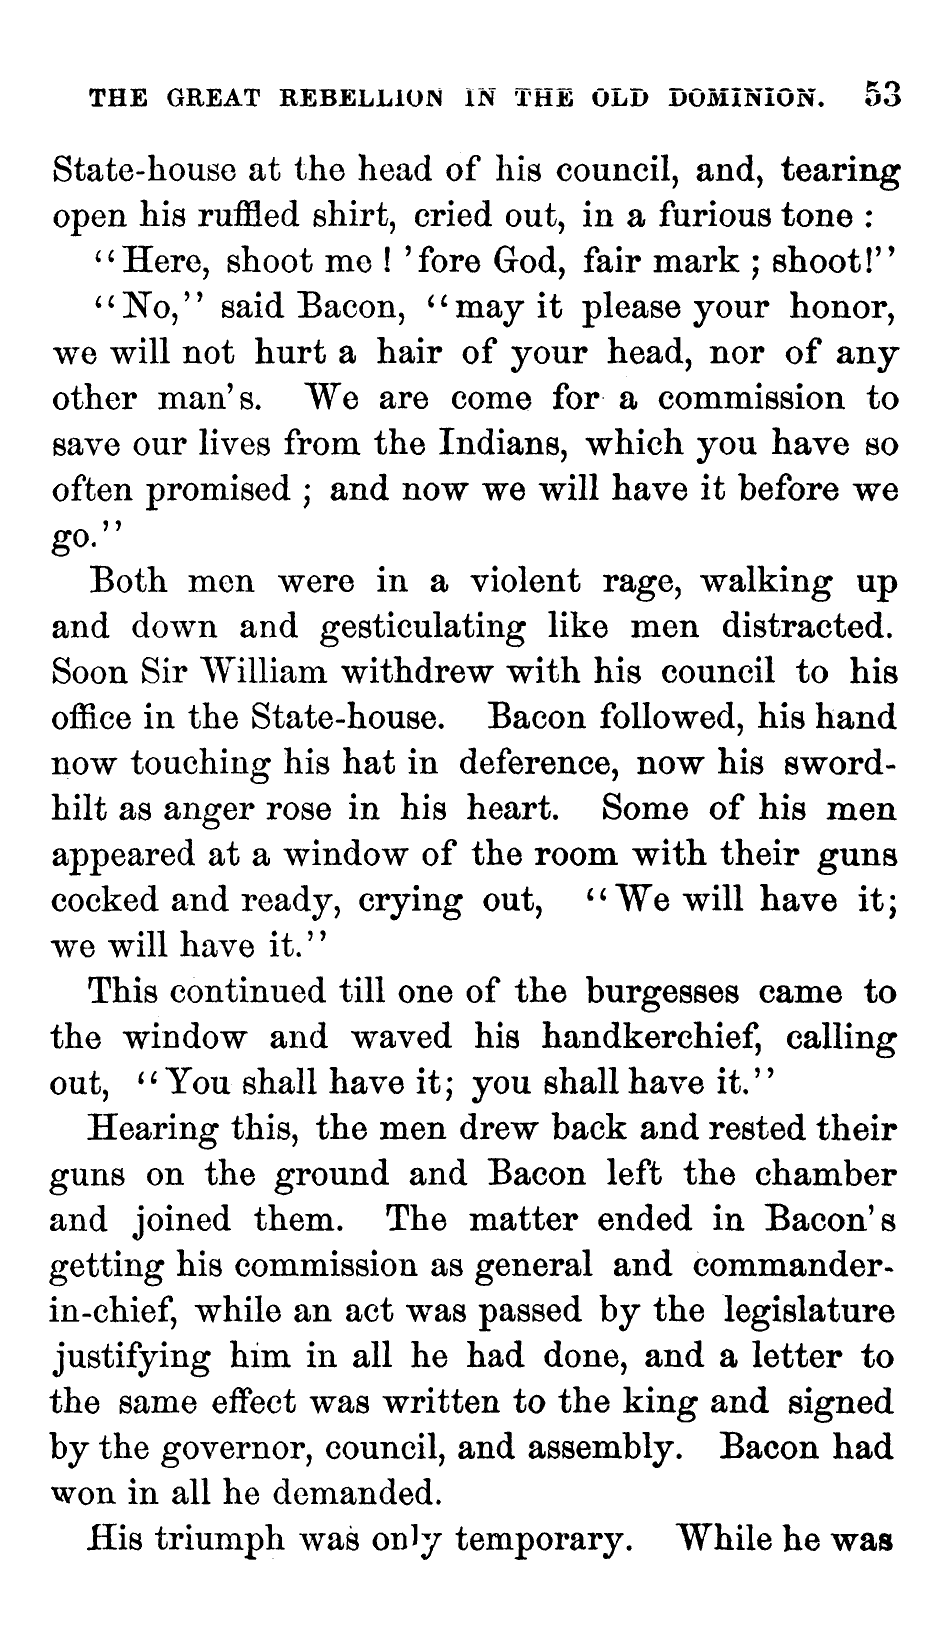 THE GREAT REBELLION IN THE OLD DOMINION. 53
State-house at the head of his council, and, tearing
open his ruffled shirt, cried out, in a furious tone :
“Here, shoot me ! ’fore God, fair mark ; shoot!”
“No,” said Bacon, “may it please your honor,
we will not hurt a hair of your head, nor of any
other man’s. We are come for a commission to
save our lives from the Indians, which you have so
often promised ; and now we will have it before we
go.”
Both men were in a violent rage, walking up
and down and gesticulating like men distracted.
Soon Sir William withdrew with his council to his
office in the State-house. Bacon followed, his hand
now touching his hat in deference, now his sword-
hilt as anger rose in his heart. Some of his men
appeared at a window of the room with their guns
cocked and ready, crying out, “We will have it;
we will have it.”
This continued till one of the burgesses came to
the window and waved his handkerchief, calling
out, “You shall have it; you shall have it.”
Hearing this, the men drew back and rested their
guns on the ground and Bacon left the chamber
and joined them. The matter ended in Bacon’s
getting his commission as general and commander-
in-chief, while an act was passed by the legislature
justifying him in all he had done, and a letter to
the same effect was written to the king and signed
by the governor, council, and assembly. Bacon had
won in all he demanded.
His triumph was only temporary. While he was